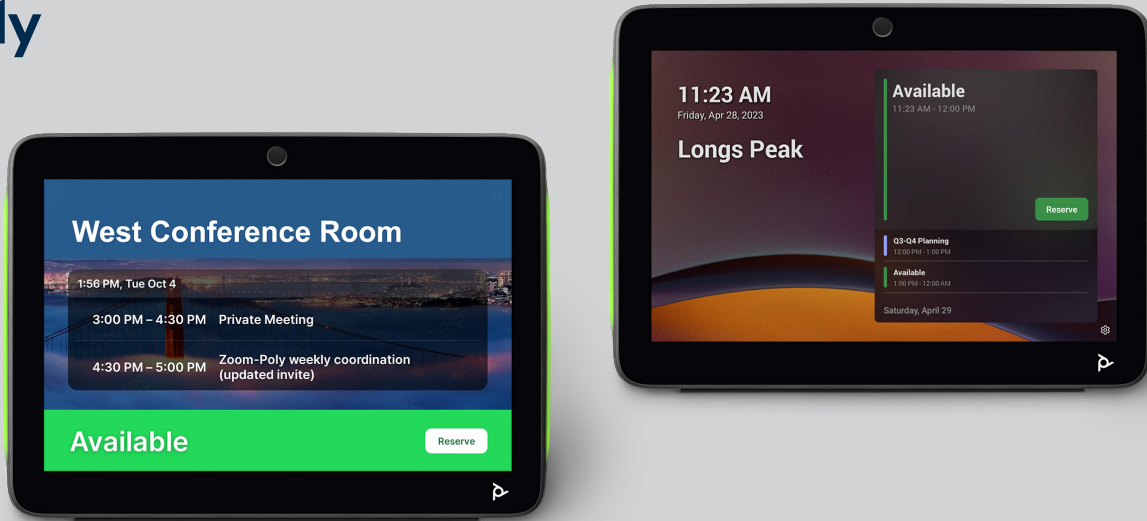 ly
West Conference Room
1:56 PM, Tue Oct 4
3:00 PM – 4:30 PM Private Meeting
4:30 PM – 5:00 PM Zoom-Poly weekly coordination
(updated invite)
Available
Reserve
11:23 AM
Friday, Apr 28, 2023
Longs Peak
Available
11:23 AM - 12:00 PM
Reserve
Q3-Q4 Planning
12:00 PM - 1:00 PM
Available
1:00 PM - 12:00 AM
Saturday, April 29